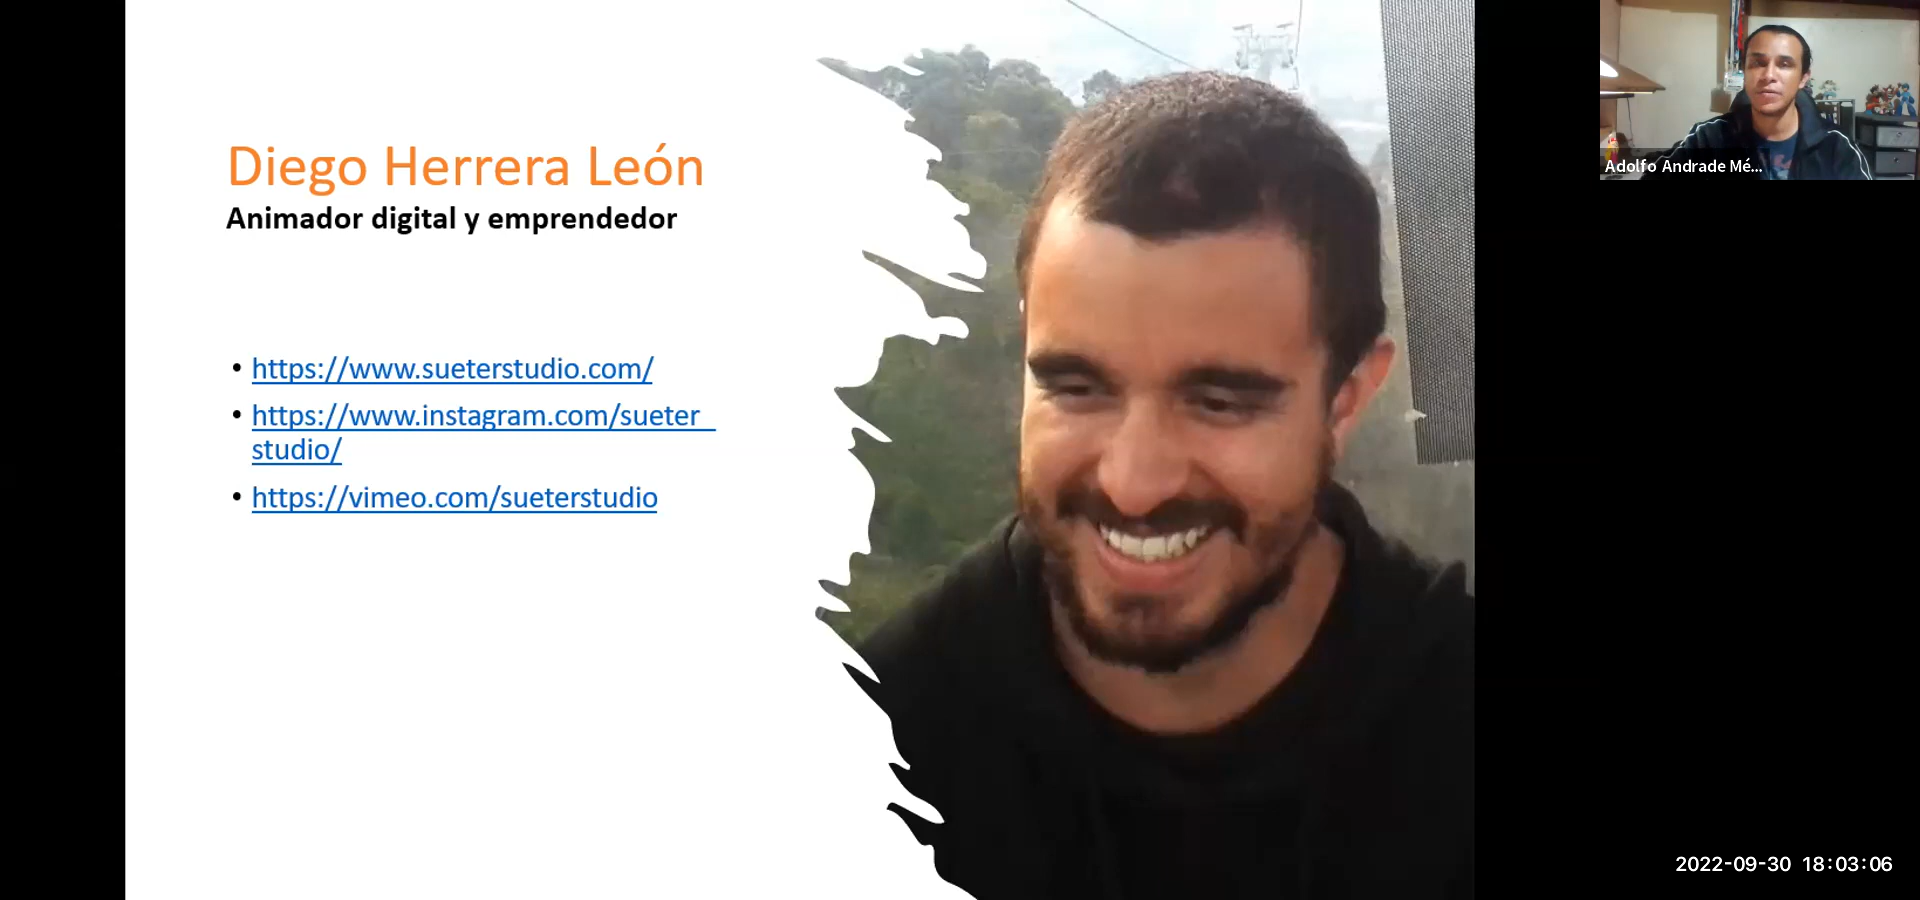 Diego Herrera León
Animador digital y emprendedor
• https://www.sueterstudio.com/
• https://www.instagram.com/sueter_
studio/
• https://vimeo.com/sueterstudio
Adolfo Andrade Mé...
2022-09-30 18:03:06